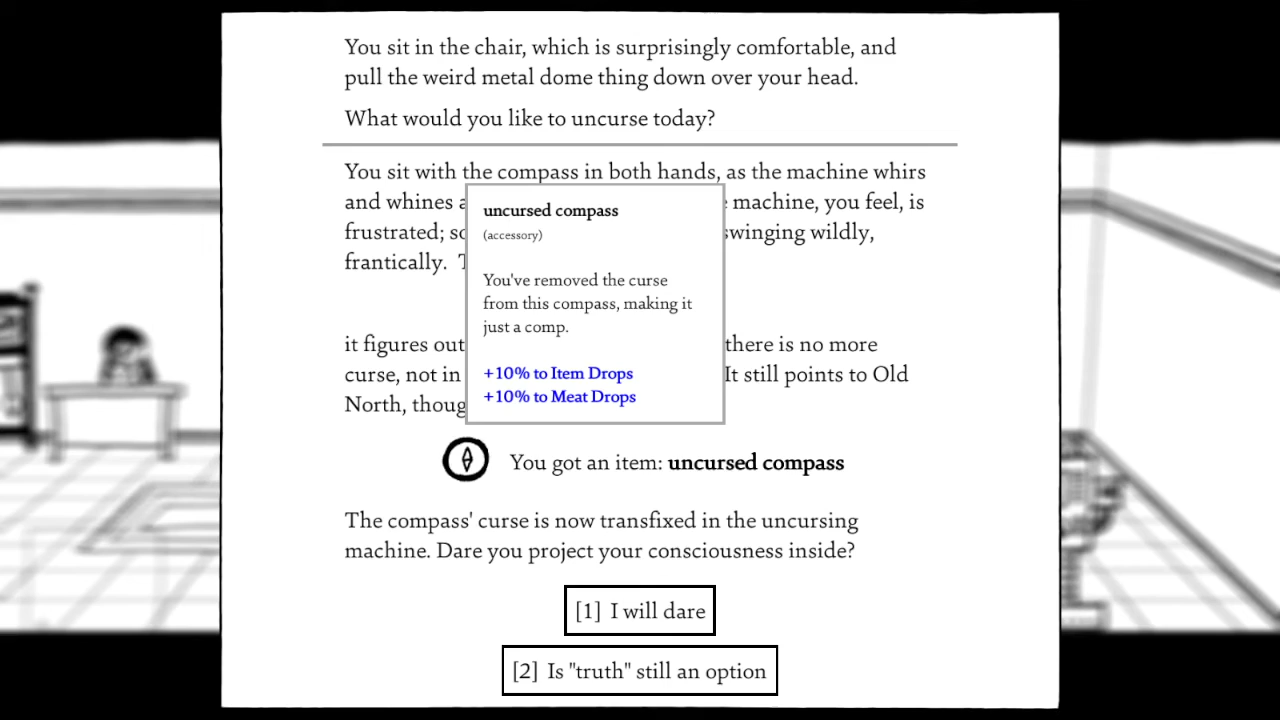 You sit in the chair, which is surprisingly comfortable, and
pull the weird metal dome thing down over your head.
What would you like to uncurse today?
You sit with the compass in both hands, as the machine whirs
and whines
machine, you feel, is
frustrated;
swinging wildly,
frantically.
uncursed compass
(accessory)
You've removed the curse
from this compass, making it
just a comp.
+10% to Item Drops
+10% to Meat Drops
it figures out
there is no more
curse, not in
It still points to Old
North,
You got an item: uncursed compass
The compass' curse is now transfixed in the uncursing
machine. Dare you project your consciousness inside?
[1] I will dare
[2] Is "truth" still an option